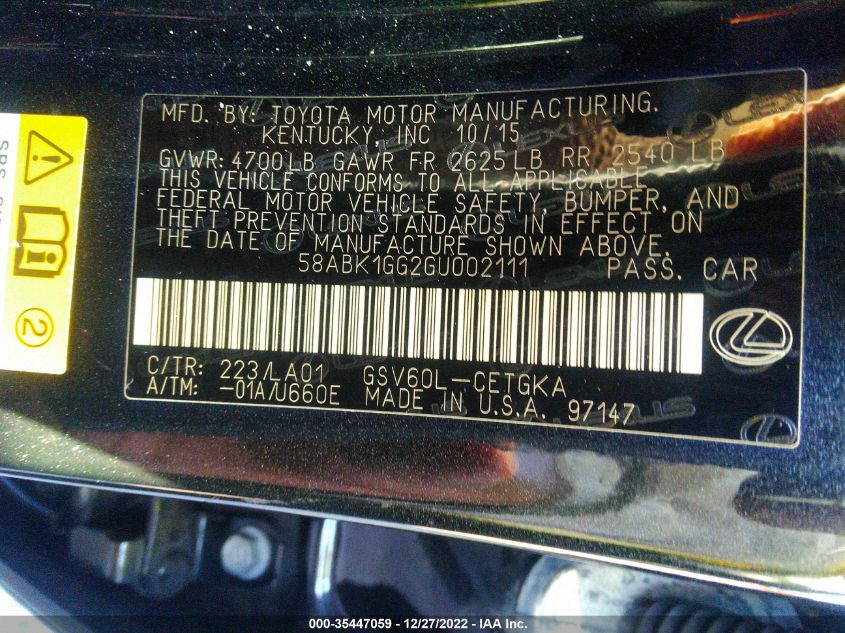 MFD. BY: TOYOTA MOTOR MANUFACTURING.
KENTUCKY, INC 10/15
GVWR: 4700LB GAWR FR 2625LB RR 2540 LB
THIS VEHICLE CONFORMS TO ALL APPLICABLE
FEDERAL MOTOR VEHICLE SAFETY, BUMPER, AND
THEFT PREVENTION STANDARDS IN EFFECT ON
THE DATE OF MANUFACTURE SHOWN ABOVE.
58ABK1GG2GU002111 PASS. CAR
C/TR: 223/LA01 GSV60L-CETGKA
A/TM: -01A/U660E MADE IN U.S.A. 97147
2
000-35447059 - 12/27/2022 - IAA Inc.